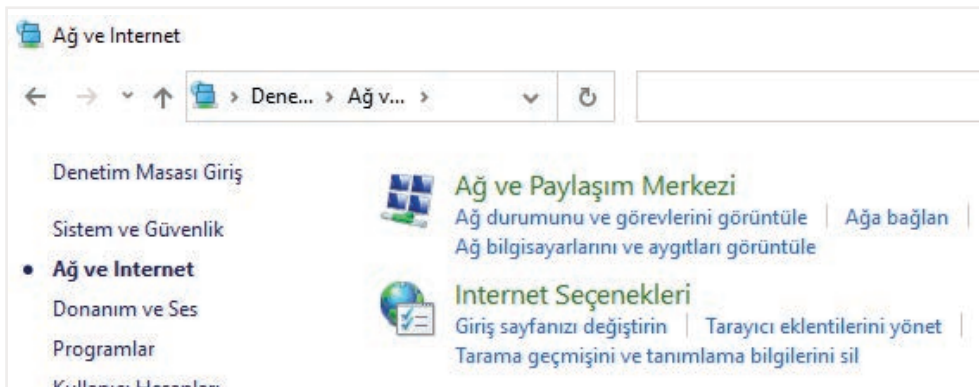 Ağ ve Internet
Dene... > Ağ v... >
Denetim Masası Giriş
Sistem ve Güvenlik
Ağ ve Internet
Donanım ve Ses
Programlar
Ağ ve Paylaşım Merkezi
Ağ durumunu ve görevlerini görüntüle | Ağa bağlan |
Ağ bilgisayarlarını ve aygıtları görüntüle
Internet Seçenekleri
Giriş sayfanızı değiştirin | Tarayıcı eklentilerini yönet |
Tarama geçmişini ve tanımlama bilgilerini sil